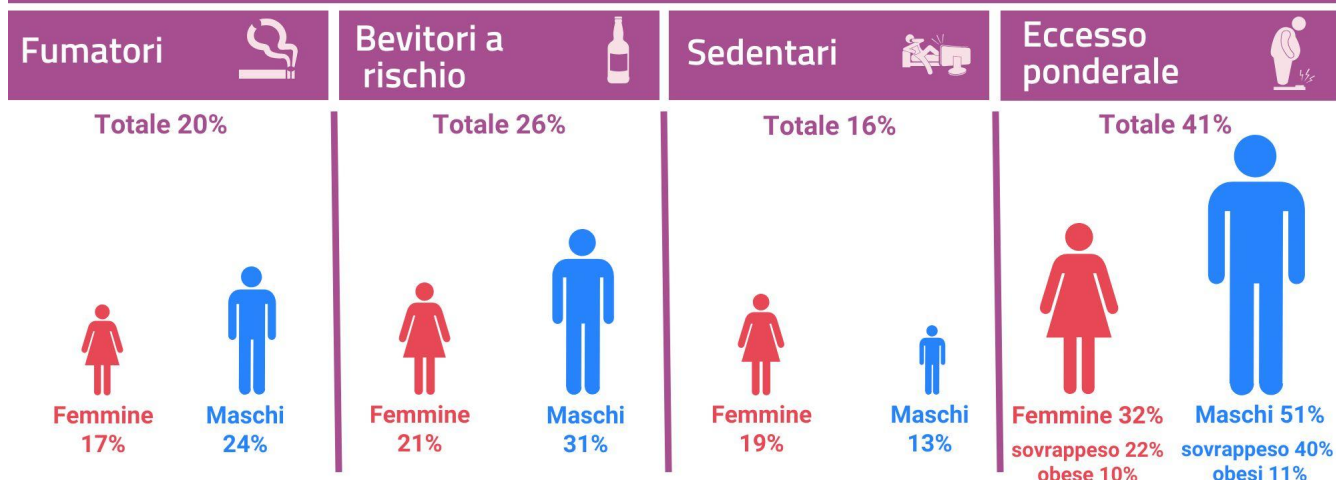 Fumatori
Totale 20%
Femmine
17%
Maschi
24%
Bevitori a
rischio
Totale 26%
Femmine
21%
Maschi
31%
Sedentari
Totale 16%
Femmine
19%
Maschi
13%
Eccesso
ponderale
Totale 41%
Femmine 32%
sovrappeso 22%
obese 10%
Maschi 51%
sovrappeso 40%
obesi 11%